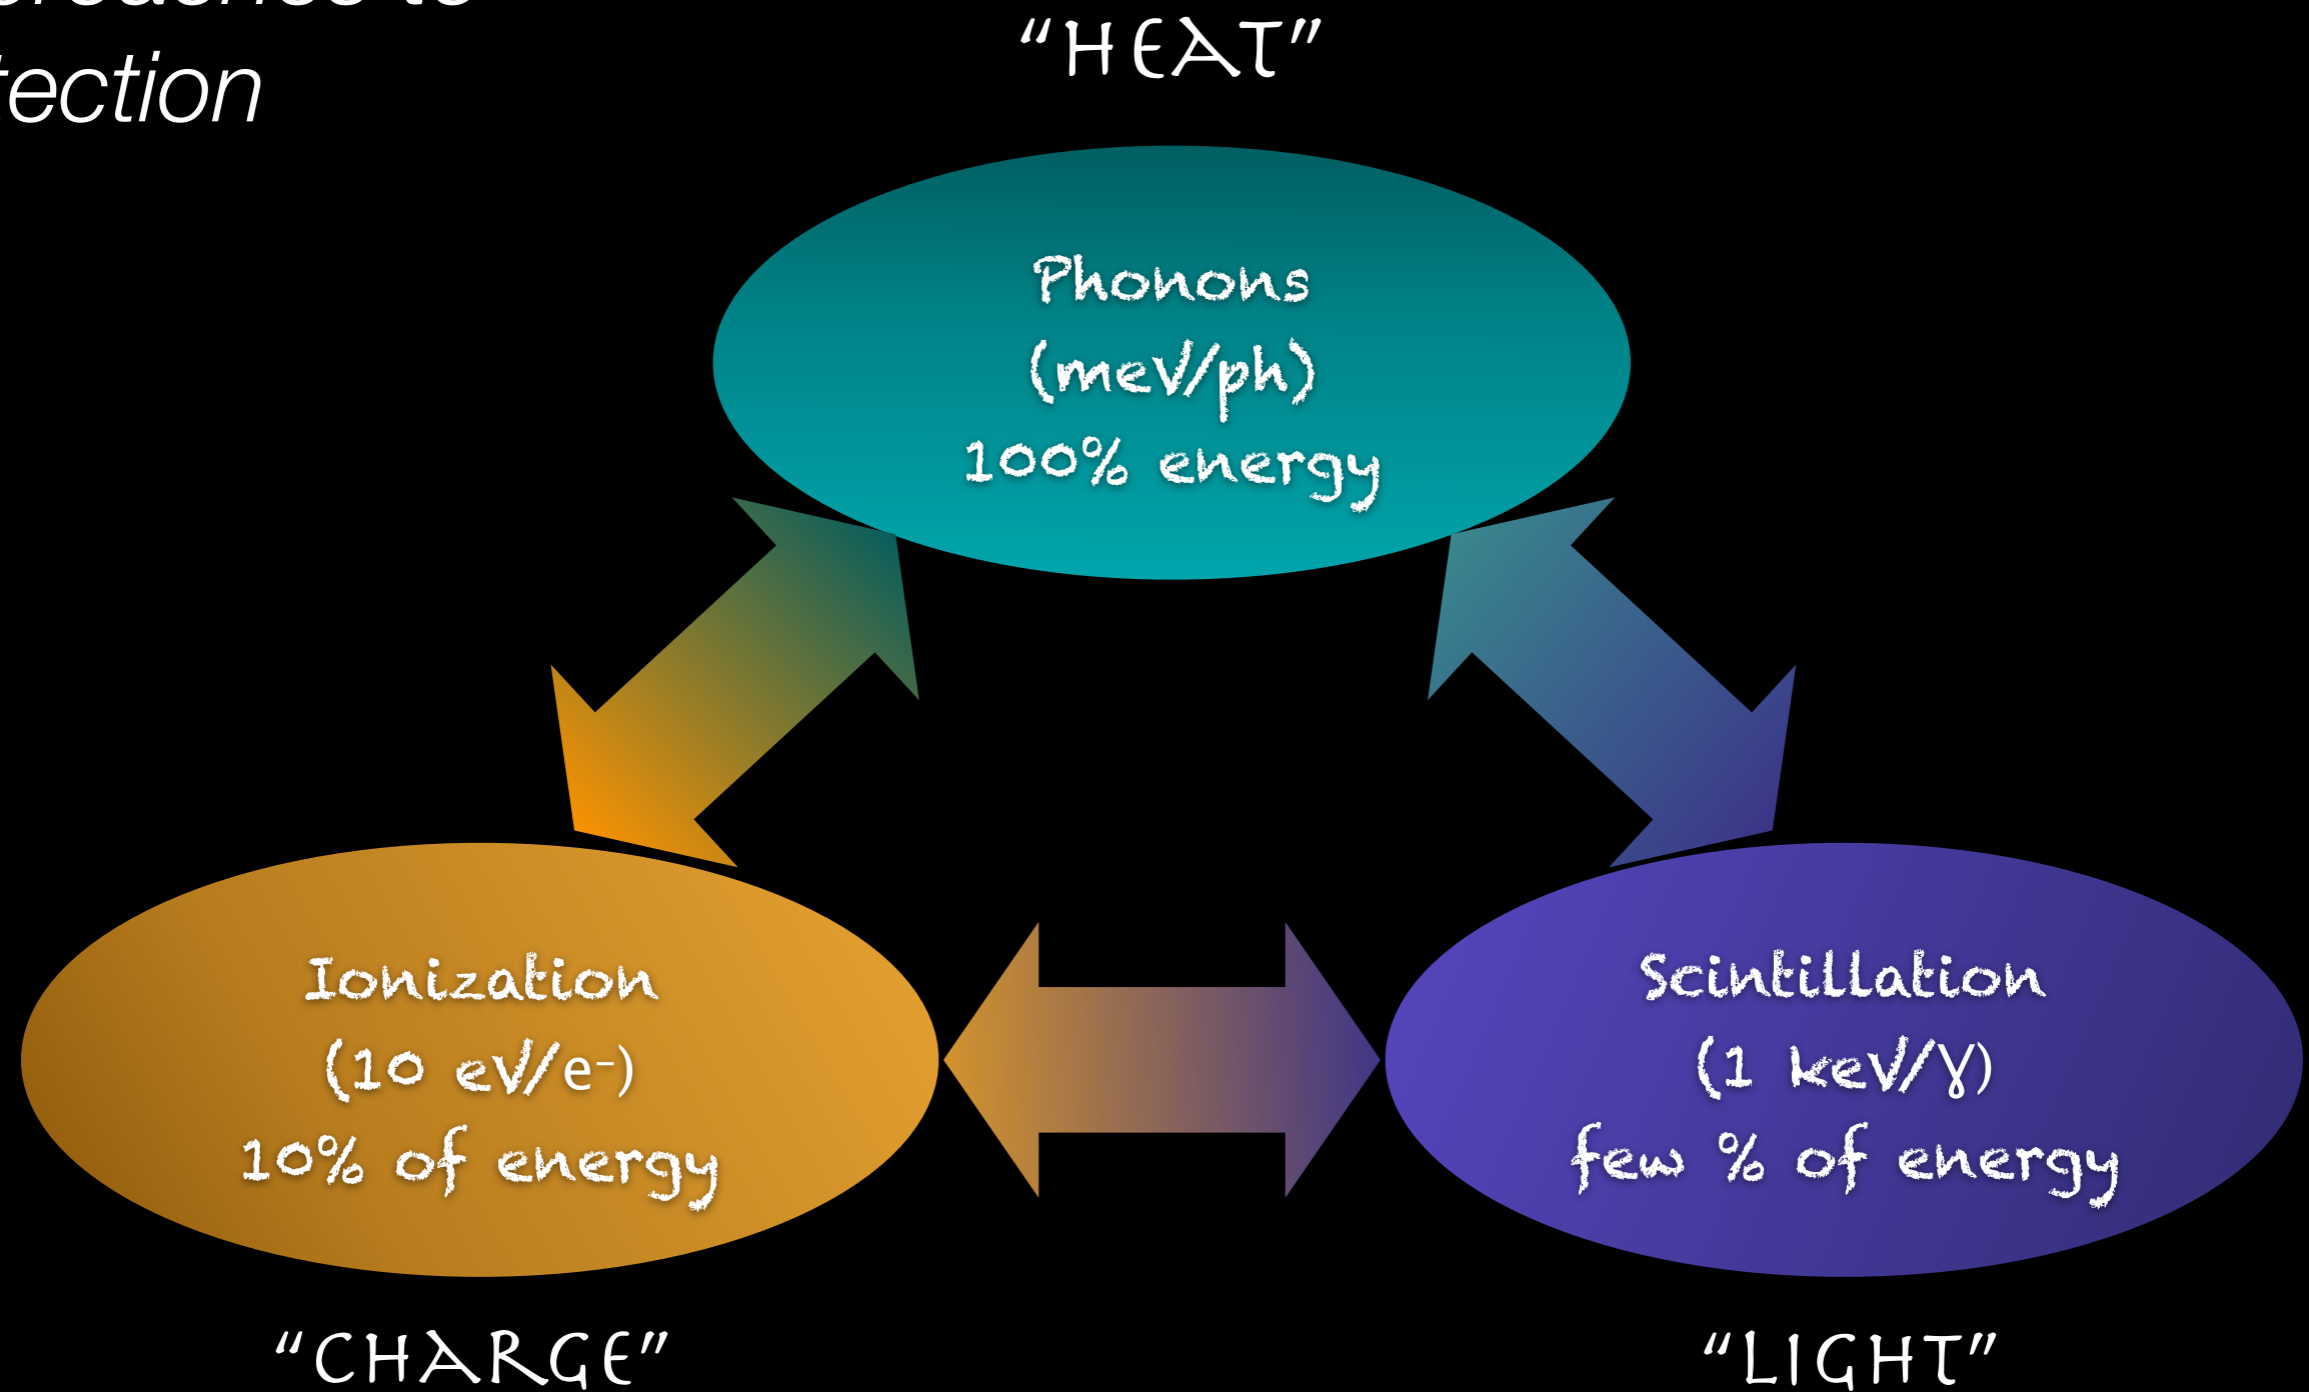 to
tection
“HEAT”
Phonons
(meV/ph)
100% energy
Ionization
(10 eV/e⁻)
10% of energy
Scintillation
(1 keV/γ)
few % of energy
“CHARGE”
“LIGHT”